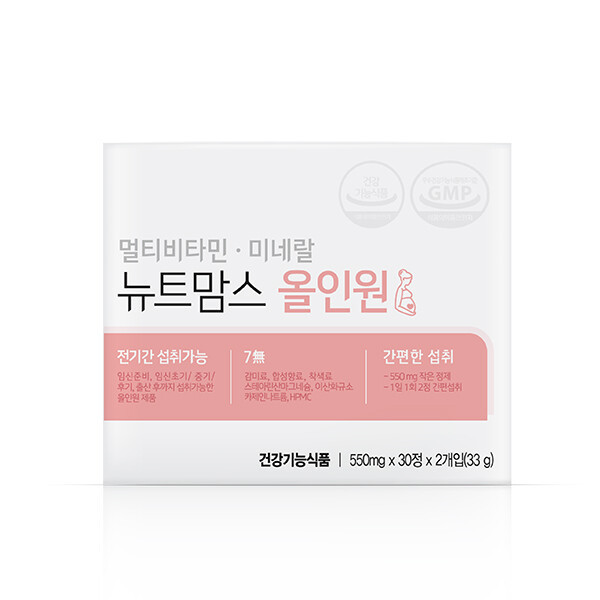 건강
기능식품
GMP
멀티비타민 · 미네랄
뉴트맘스 올인원
전기간 섭취가능
임신준비, 임신초기/ 중기/
후기, 출산 후까지 섭취가능한
올인원 제품
7無
감미료, 합성향료, 착색료
스테아린산마그네슘, 이산화규소
카제인나트륨, HPMC
간편한 섭취
- 550 mg 작은 정제
- 1일 1회 2정 간편섭취
건강기능식품 | 550mg x 30정 x 2개입(33 g)